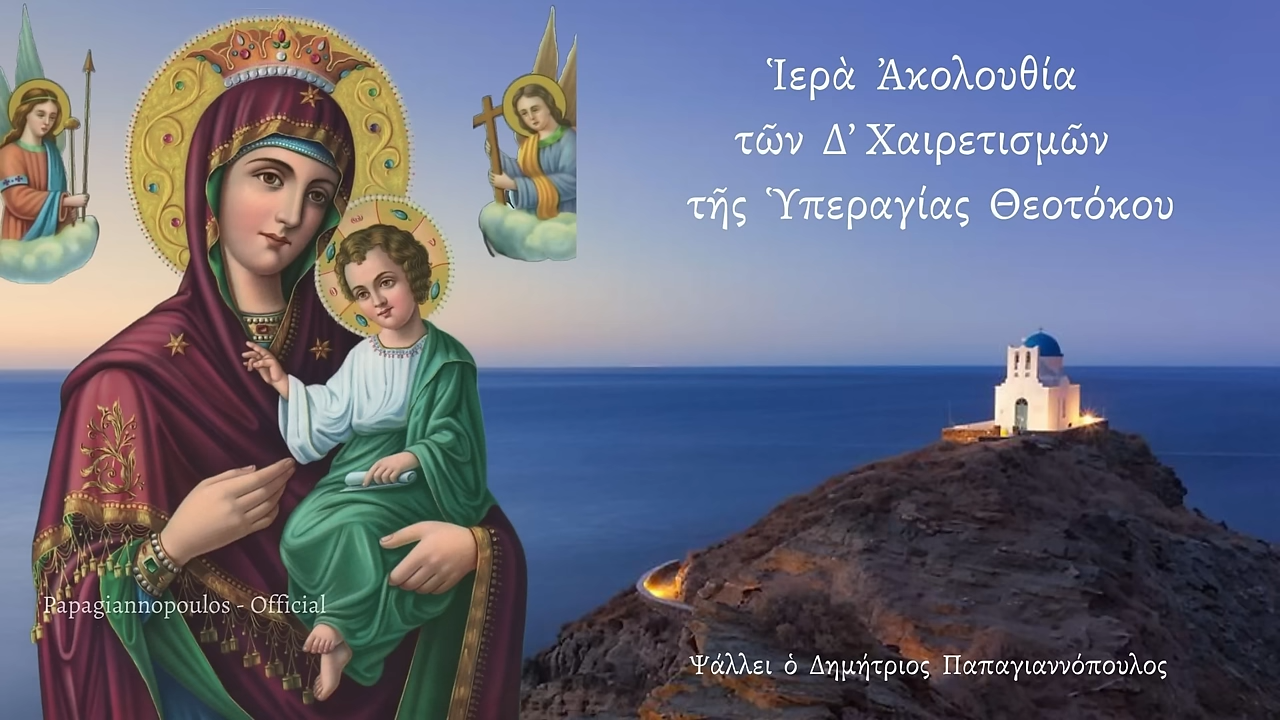 Ἱερὰ Ἀκολουθία
τῶν Δ’ Χαιρετισμῶν
τῆς Ὑπεραγίας Θεοτόκου
Papagiannopoulos - Official
Ψάλλει ὁ Δημήτριος Παπαγιαννόπουλος